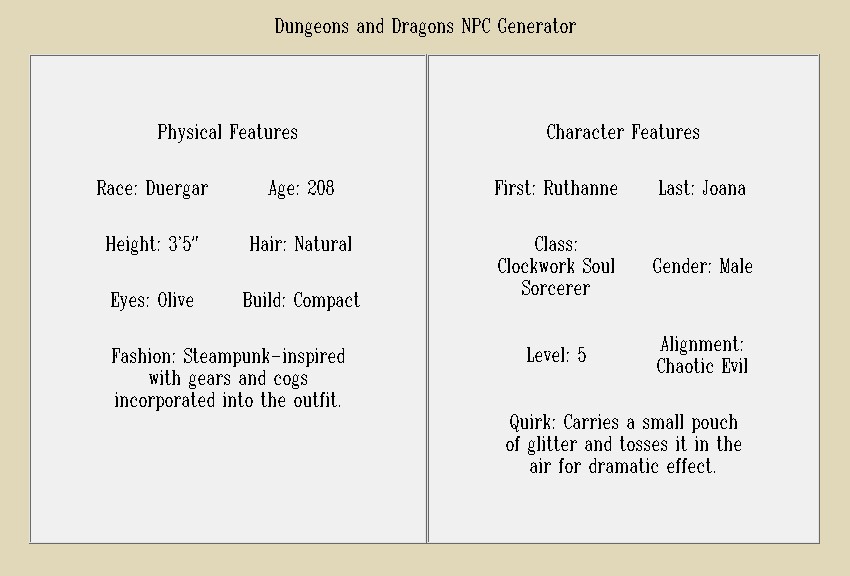 Dungeons and Dragons NPC Generator
Physical Features
Race: Duergar
Age: 208
Height: 3'5"
Hair: Natural
Eyes: Olive
Build: Compact
Fashion: Steampunk-inspired
with gears and cogs
incorporated into the outfit.
Character Features
First: Ruthanne
Last: Joana
Class:
Clockwork Soul
Sorcerer
Gender: Male
Level: 5
Alignment:
Chaotic Evil
Quirk: Carries a small pouch
of glitter and tosses it in the
air for dramatic effect.